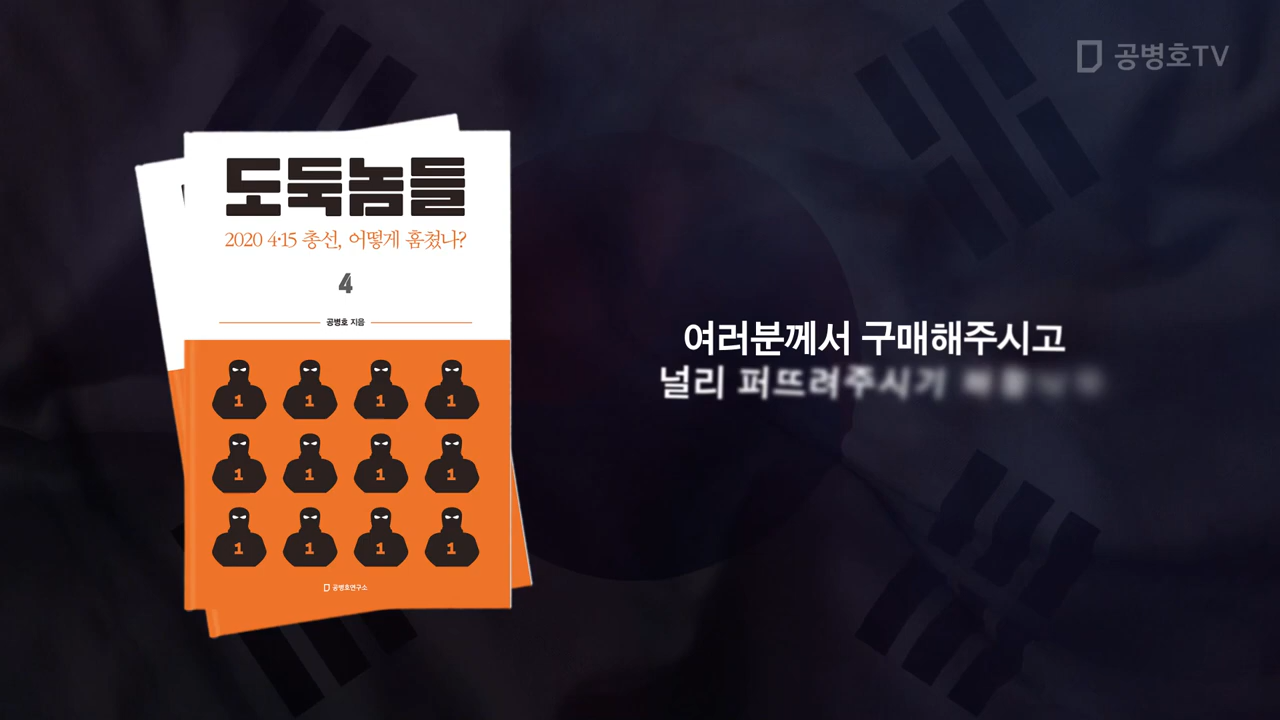 공병호TV
도둑놈들
2020 4·15 총선, 어떻게 훔쳤나?
4
공병호 지음
1 1 1 1
1 1 1 1
1 1 1 1
공병호연구소
여러분께서 구매해주시고
널리 퍼뜨려주시기